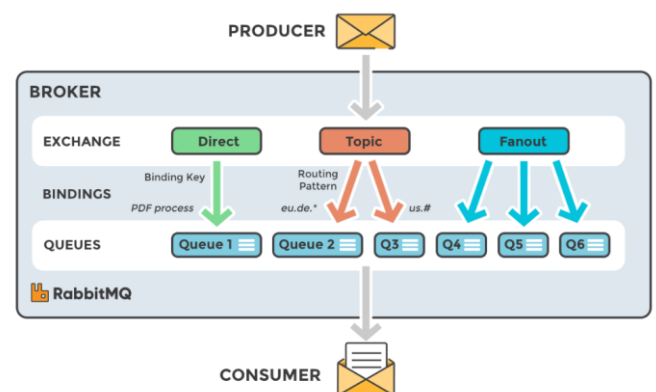 PRODUCER
BROKER
EXCHANGE
Direct
Topic
Fanout
BINDINGS
Binding Key
PDF process
Routing
Pattern
eu.de.*
us.#
QUEUES
Queue 1
Queue 2
Q3
Q4
Q5
Q6
RabbitMQ
CONSUMER